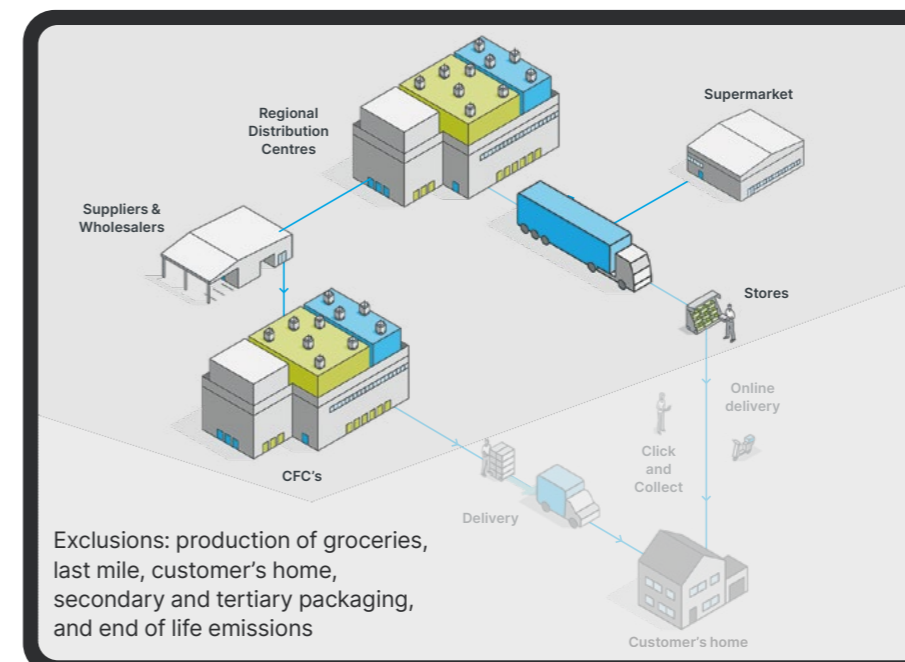 Supermarket
Regional
Distribution
Centres
Suppliers &
Wholesalers
Stores
Online
delivery
Click
and
Collect
CFC's
Delivery
Exclusions: production of groceries,
last mile, customer's home,
secondary and tertiary packaging,
and end of life emissions
Customer's home